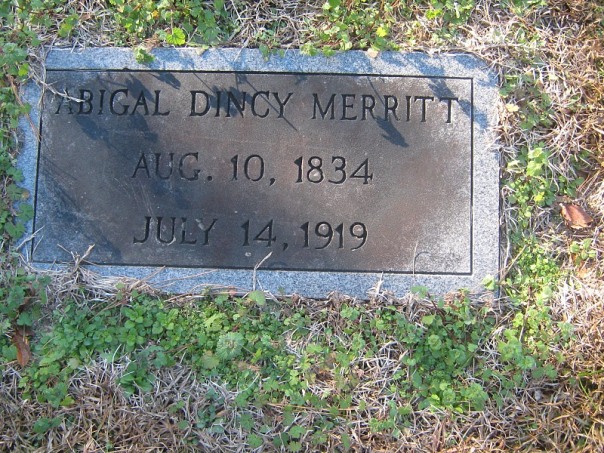 ABIGAL DINCY MERRITT
AUG. 10, 1834
JULY 14, 1919